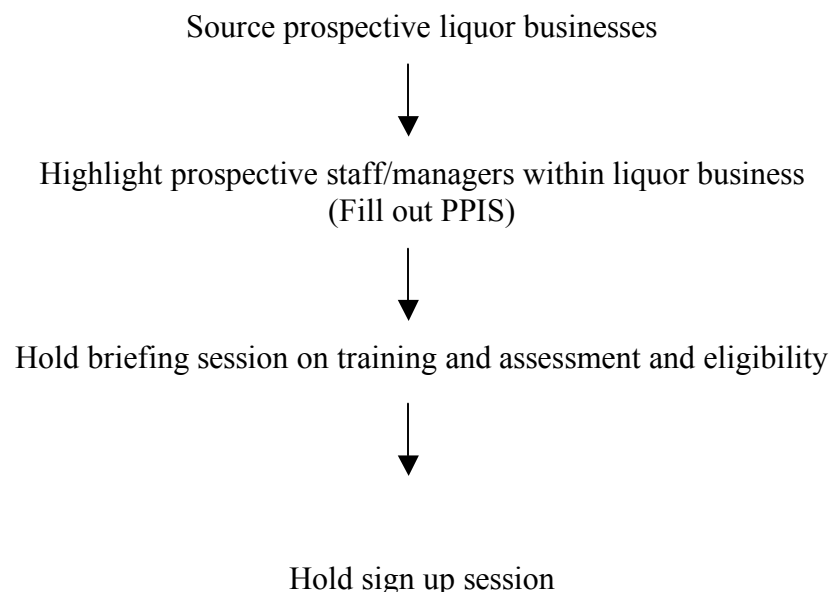 Source prospective liquor businesses
Highlight prospective staff/managers within liquor business
(Fill out PPIS)
Hold briefing session on training and assessment and eligibility
Hold sign up session